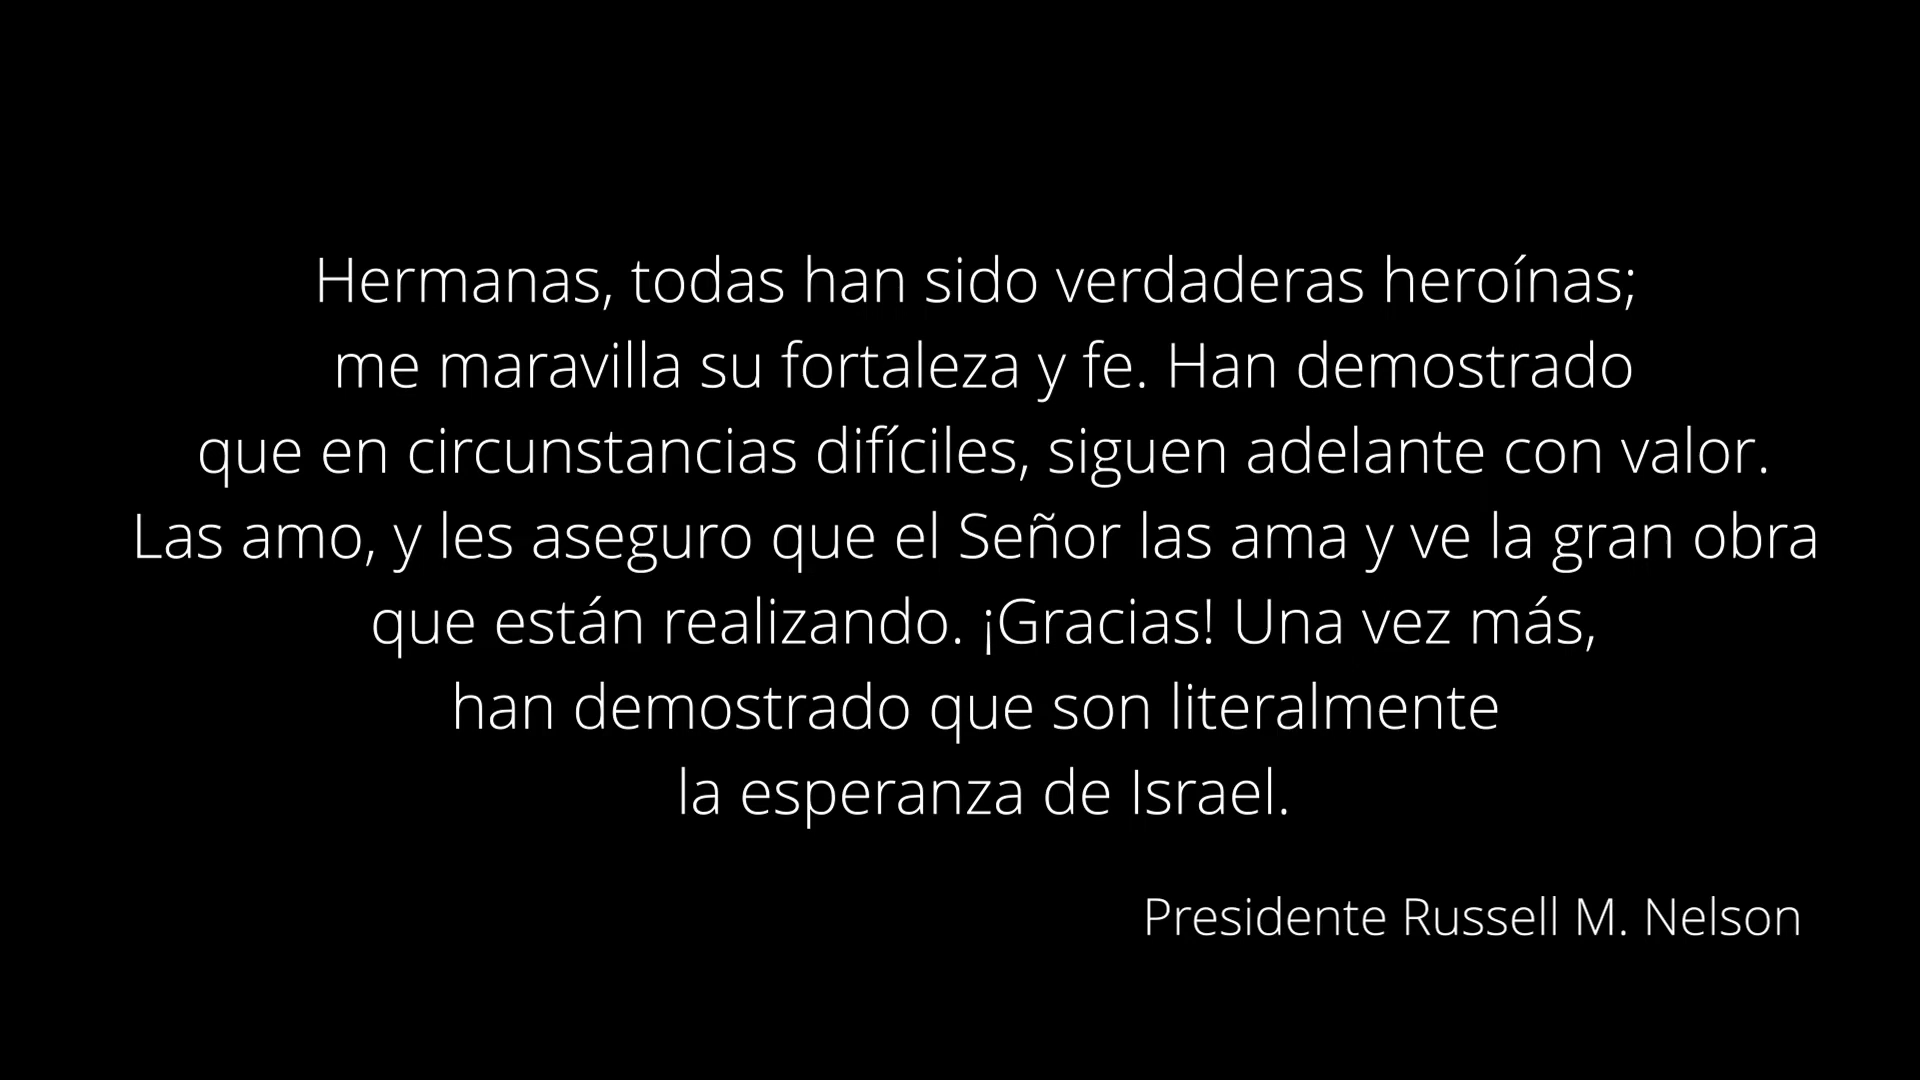 Hermanas, todas han sido verdaderas heroínas;
me maravilla su fortaleza y fe. Han demostrado
que en circunstancias difíciles, siguen adelante con valor.
Las amo, y les aseguro que el Señor las ama y ve la gran obra
que están realizando. ¡Gracias! Una vez más,
han demostrado que son literalmente
la esperanza de Israel.
Presidente Russell M. Nelson